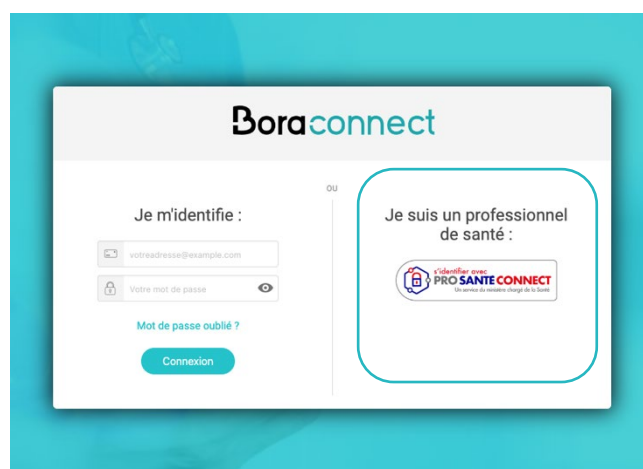 Boraconnect
ou
Je m'identifie :
votreadresse@example.com
Votre mot de passe
Mot de passe oublié ?
Connexion
Je suis un professionnel
de santé :
s'identifier avec
PRO SANTE CONNECT
Un service du ministère chargé de la Santé